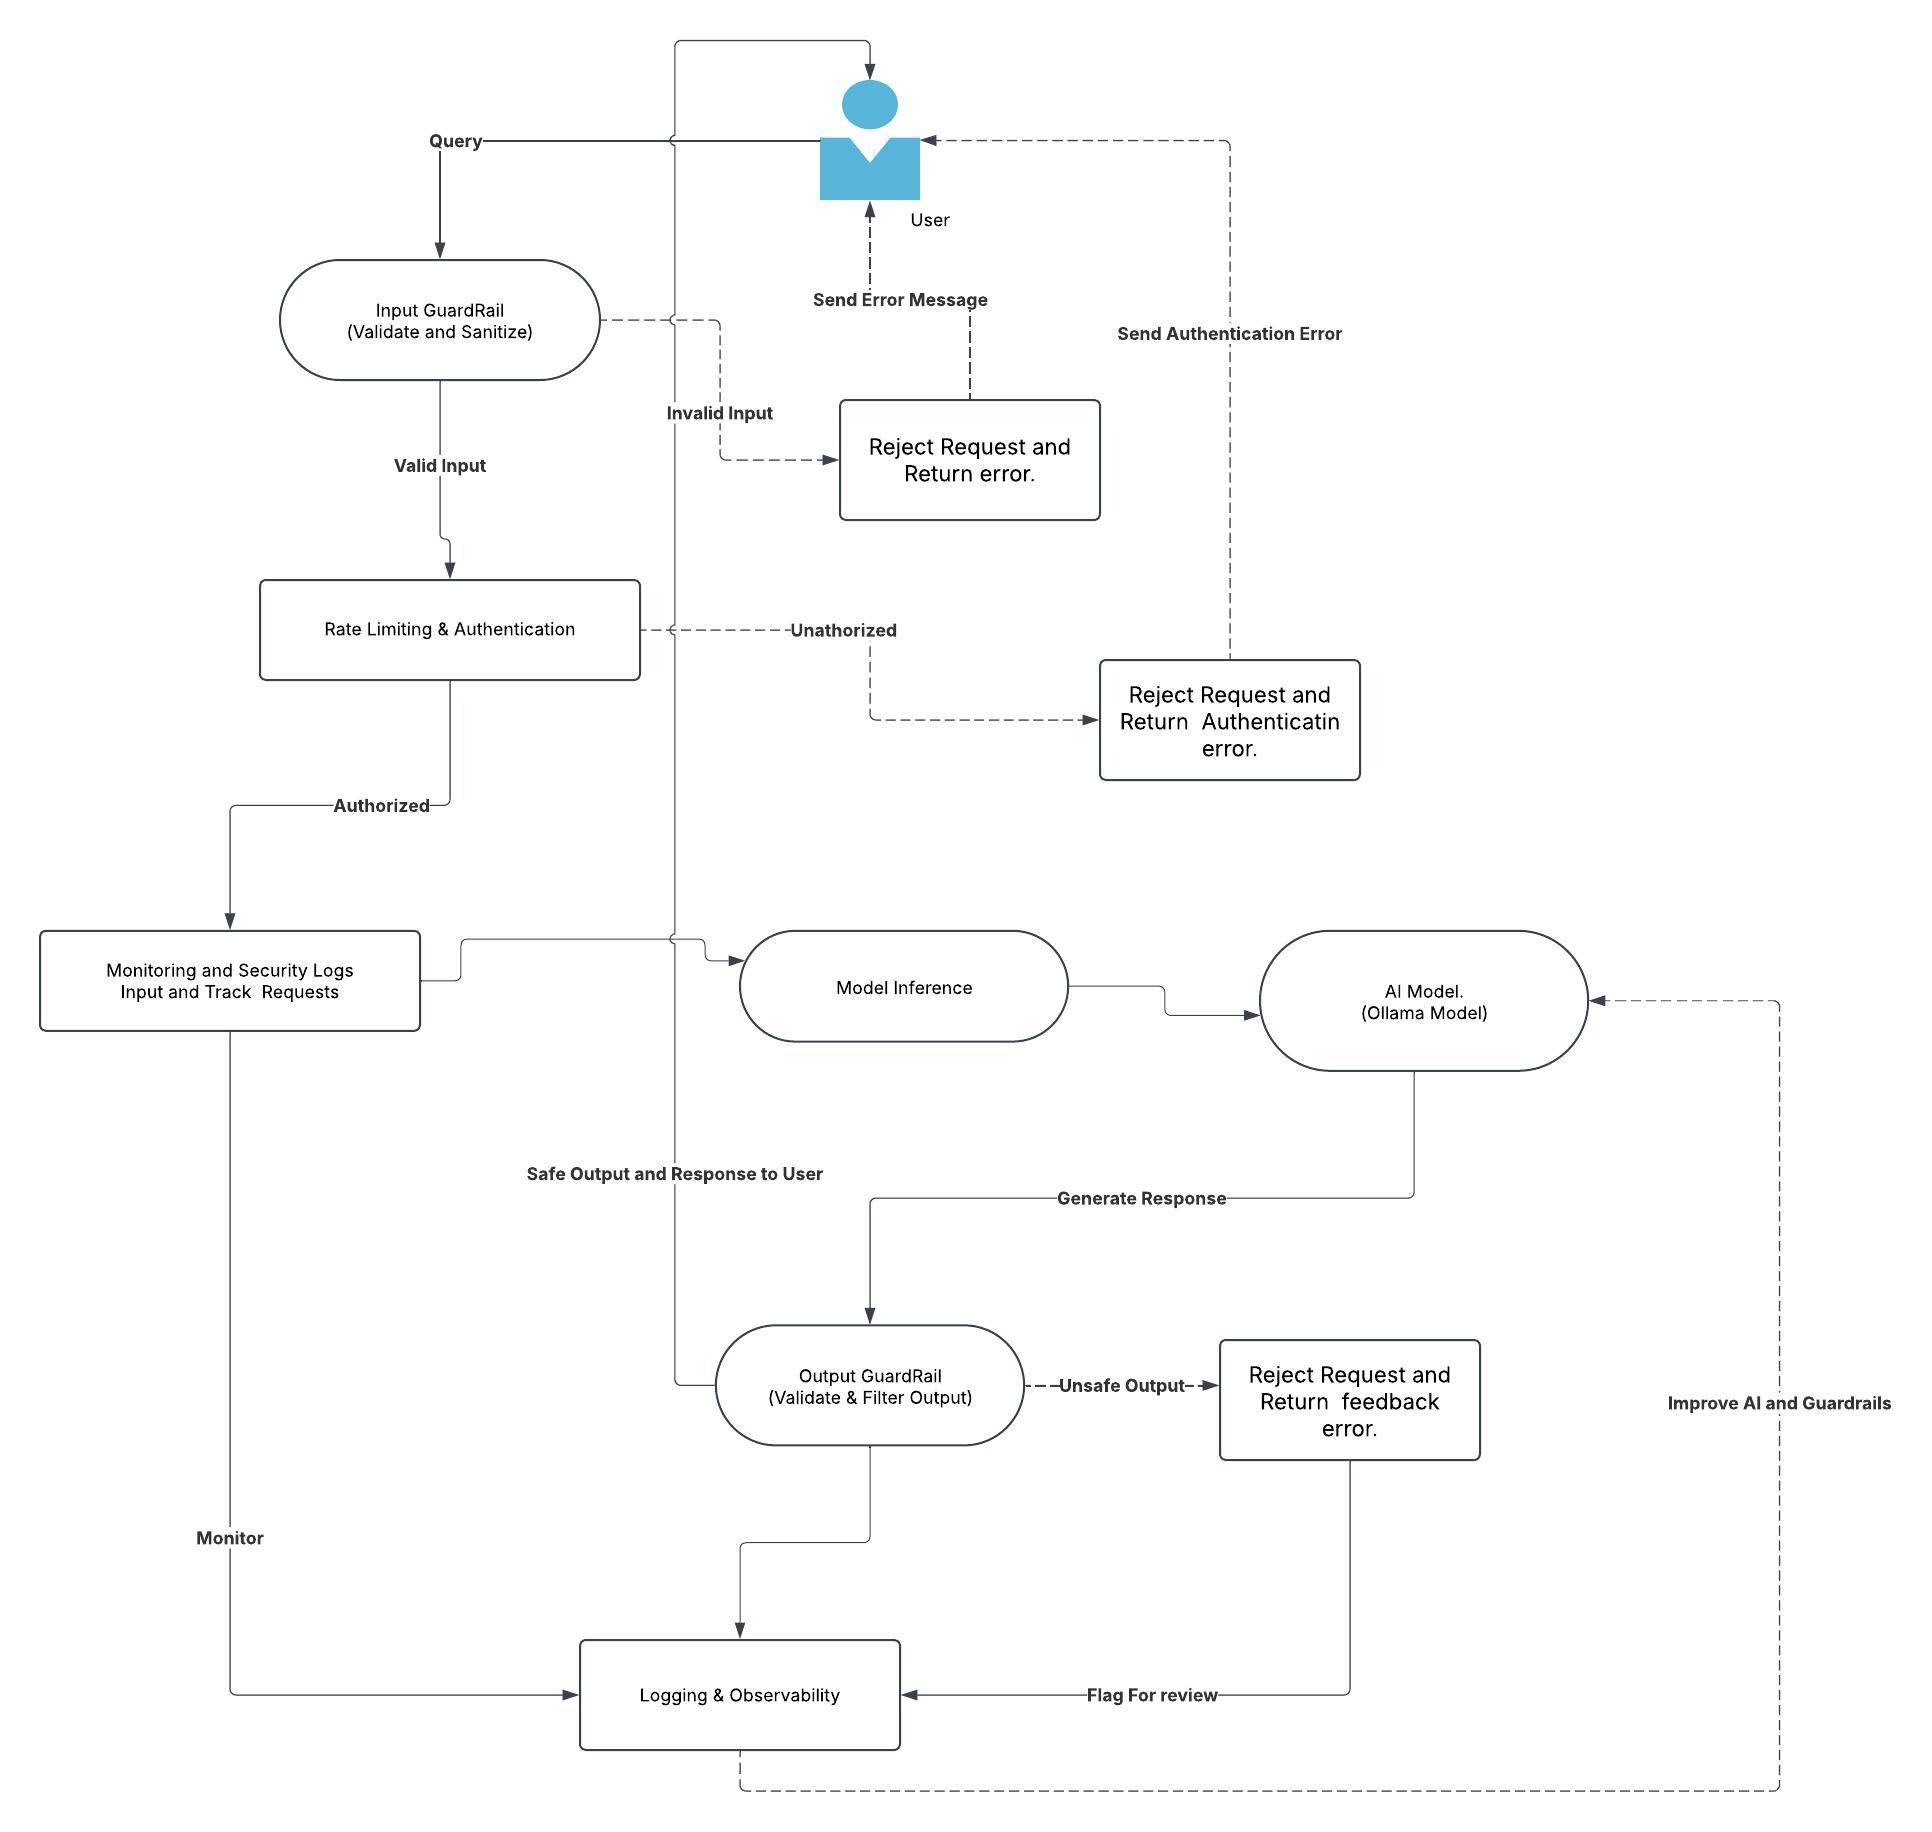 Query
User
Send Error Message
Input GuardRail
(Validate and Sanitize)
Send Authentication Error
Invalid Input
Reject Request and
Return error.
Valid Input
Rate Limiting & Authentication
Unathorized
Reject Request and
Return  Authenticatin
error.
Authorized
Monitoring and Security Logs
Input and Track  Requests
Model Inference
AI Model.
(Ollama Model)
Safe Output and Response to User
Generate Response
Output GuardRail
(Validate & Filter Output)
Unsafe Output
Reject Request and
Return  feedback
error.
Improve AI and Guardrails
Monitor
Logging & Observability
Flag For review